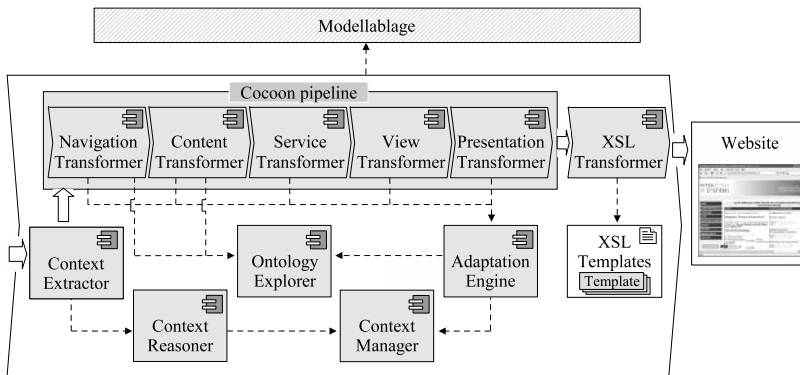 Modellablage
Cocoon pipeline
Navigation
Transformer
Content
Transformer
Service
Transformer
View
Transformer
Presentation
Transformer
XSL
Transformer
Website
Context
Extractor
Ontology
Explorer
Adaptation
Engine
XSL
Templates
Template
Context
Reasoner
Context
Manager